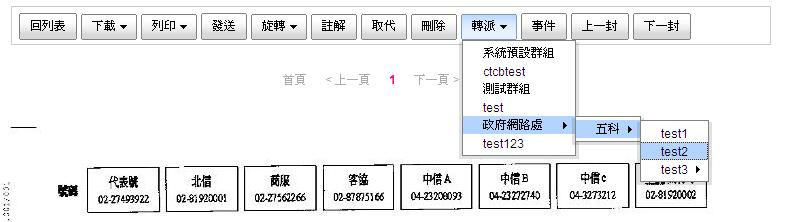 回列表 下載 列印 發送 旋轉 註解 取代 刪除 轉派 事件 上一封 下一封
系統預設群組
首頁 < 上一頁 1 下一頁 >
ctcbtest
測試群組
test
政府網路處 五科 test1
test123
test2
test3
號碼
代表號 北信 商服 客協 中信A 中信B 中信c
02-27493922 02-81920001 02-27562266 02-87875166 04-23208093 04-23272740 04-3273212 02-81920002